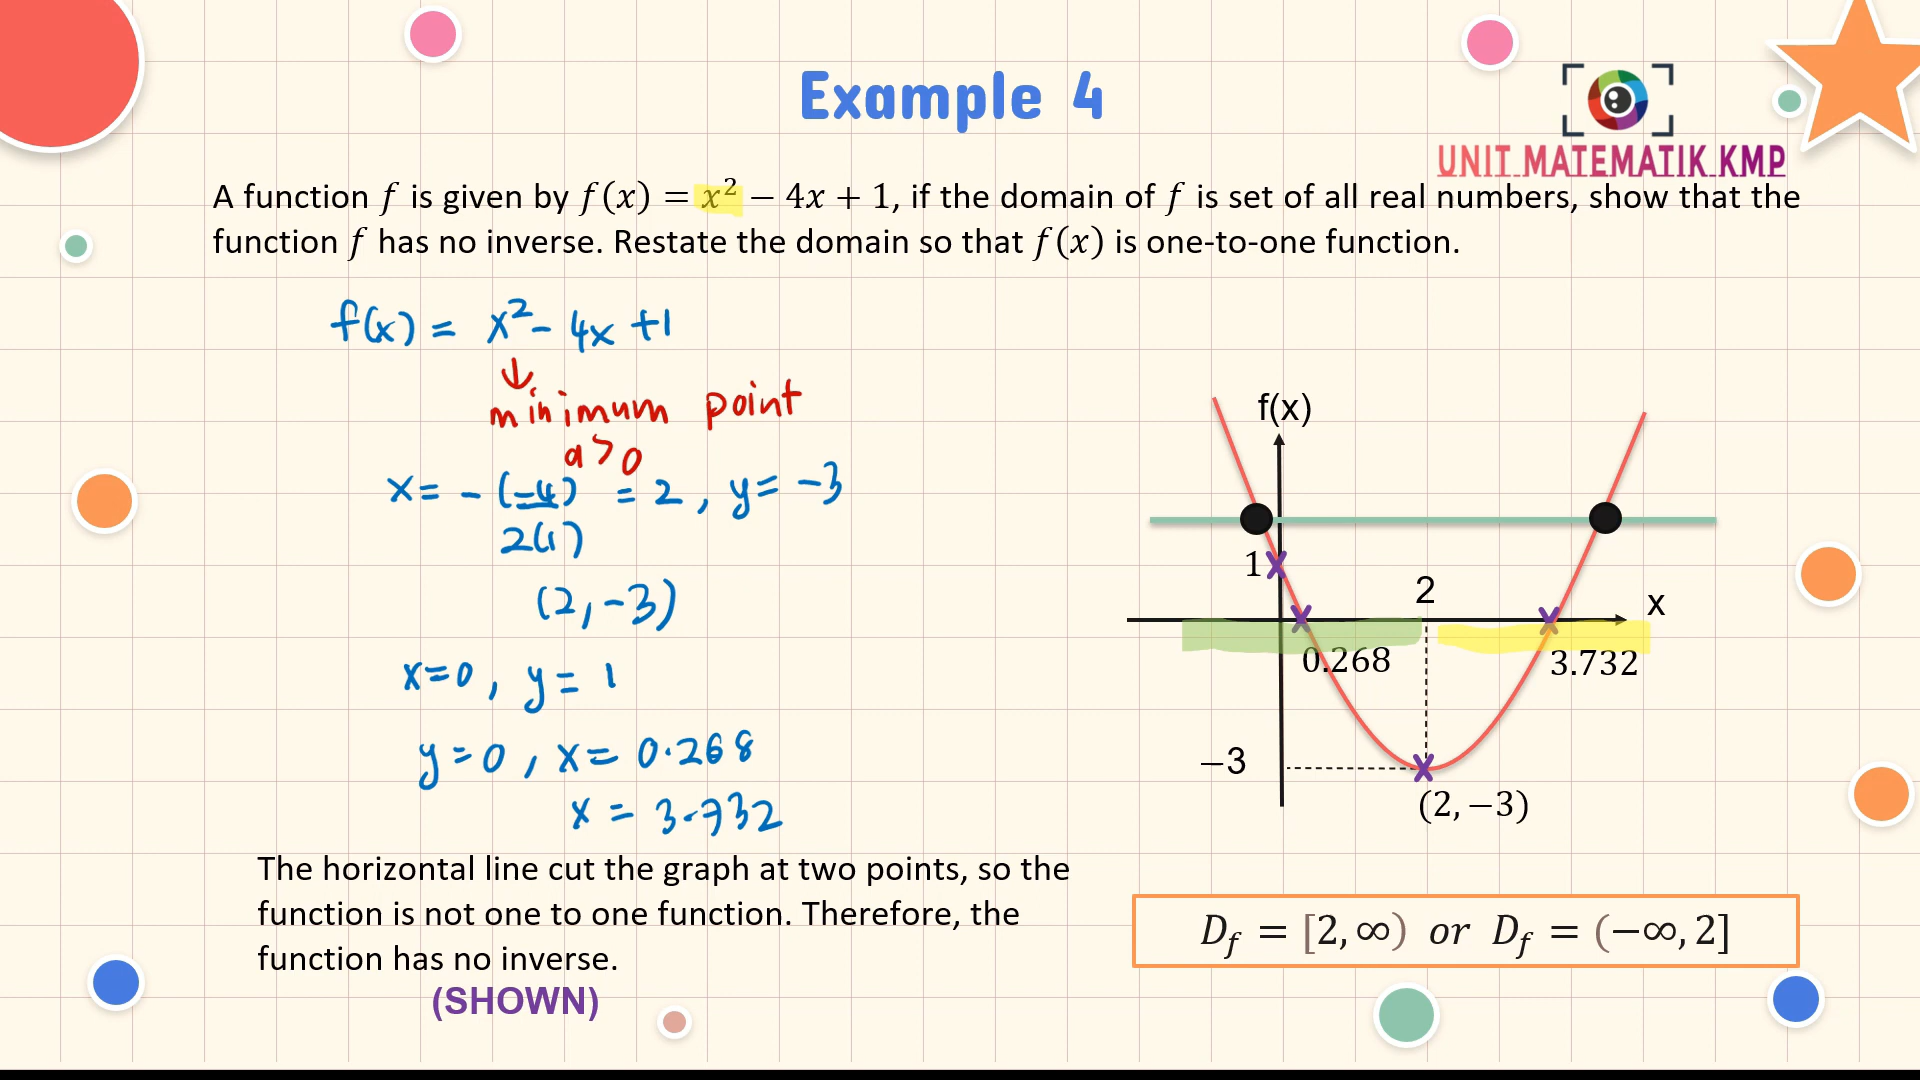 Example 4
UNIT.MATEMATIK.KMP
A function f is given by f(x) = x² − 4x + 1, if the domain of f is set of all real numbers, show that the
function f has no inverse. Restate the domain so that f(x) is one-to-one function.
f(x) = x² - 4x + 1
↓
minimum point
a > 0
x = -(-4)/2(1) = 2, y = -3
(2, -3)
x=0, y = 1
y = 0, x = 0.268
x = 3.732
f(x)
1
2
x
0.268
3.732
−3
(2, −3)
The horizontal line cut the graph at two points, so the
function is not one to one function. Therefore, the
function has no inverse.
(SHOWN)
D_f = [2, ∞) or D_f = (−∞, 2]